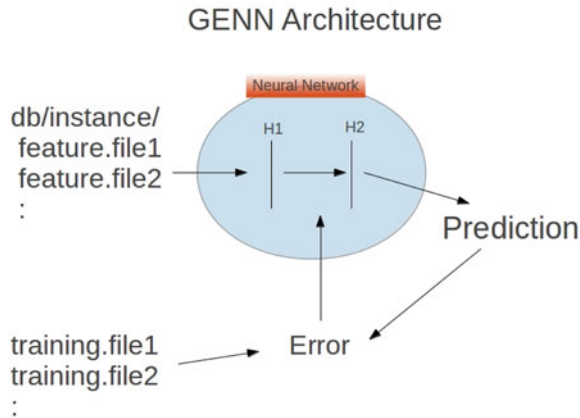 GENN Architecture
Neural Network
db/instance/
feature.file1
feature.file2
:
H1
H2
Prediction
training.file1
training.file2
:
Error